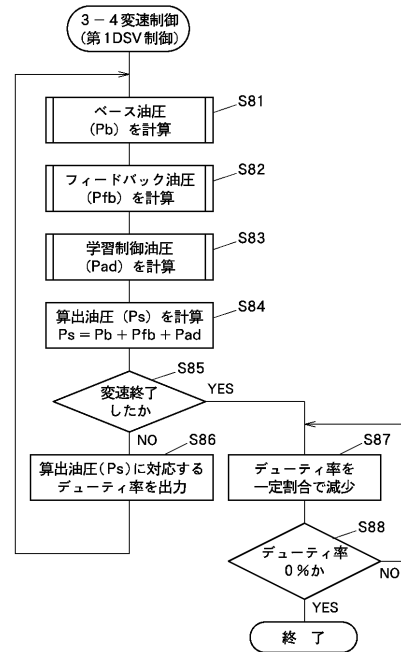 3－4変速制御
(第1DSV制御)
ベース油圧
(Pb)を計算
S81
フィードバック油圧
(Pfb)を計算
S82
学習制御油圧
(Pad)を計算
S83
算出油圧(Ps)を計算
Ps＝Pb＋Pfb＋Pad
S84
変速終了
したか
S85
YES
NO
算出油圧(Ps)に対応する
デューティ率を出力
S86
デューティ率を
一定割合で減少
S87
デューティ率
0％か
S88
NO
YES
終了